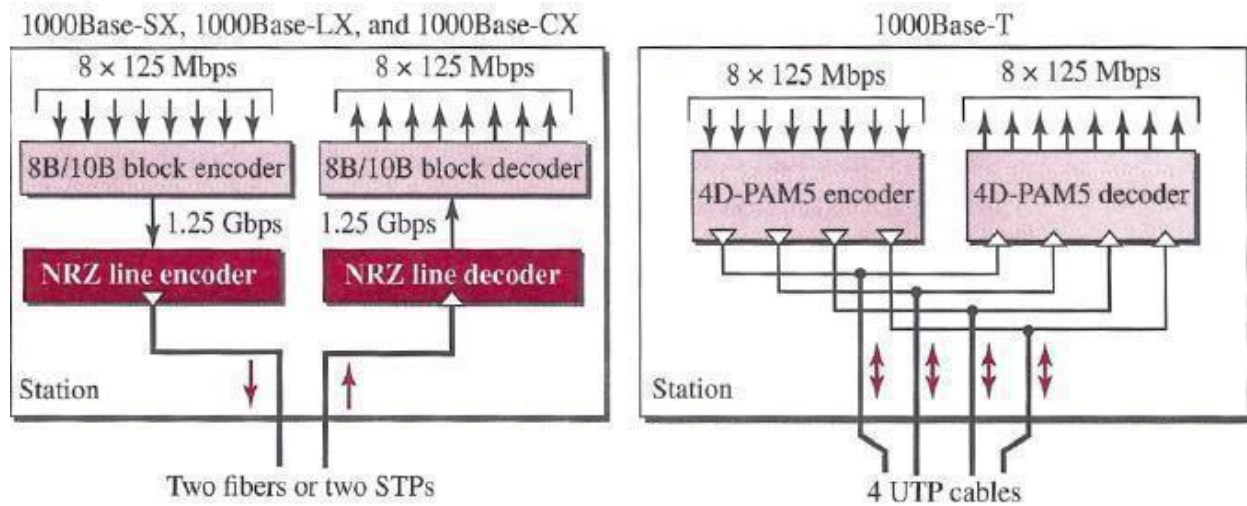 1000Base-SX, 1000Base-LX, and 1000Base-CX
8 × 125 Mbps
8 × 125 Mbps
8B/10B block encoder
8B/10B block decoder
1.25 Gbps
1.25 Gbps
NRZ line encoder
NRZ line decoder
Station
Two fibers or two STPs
1000Base-T
8 × 125 Mbps
8 × 125 Mbps
4D-PAM5 encoder
4D-PAM5 decoder
Station
4 UTP cables